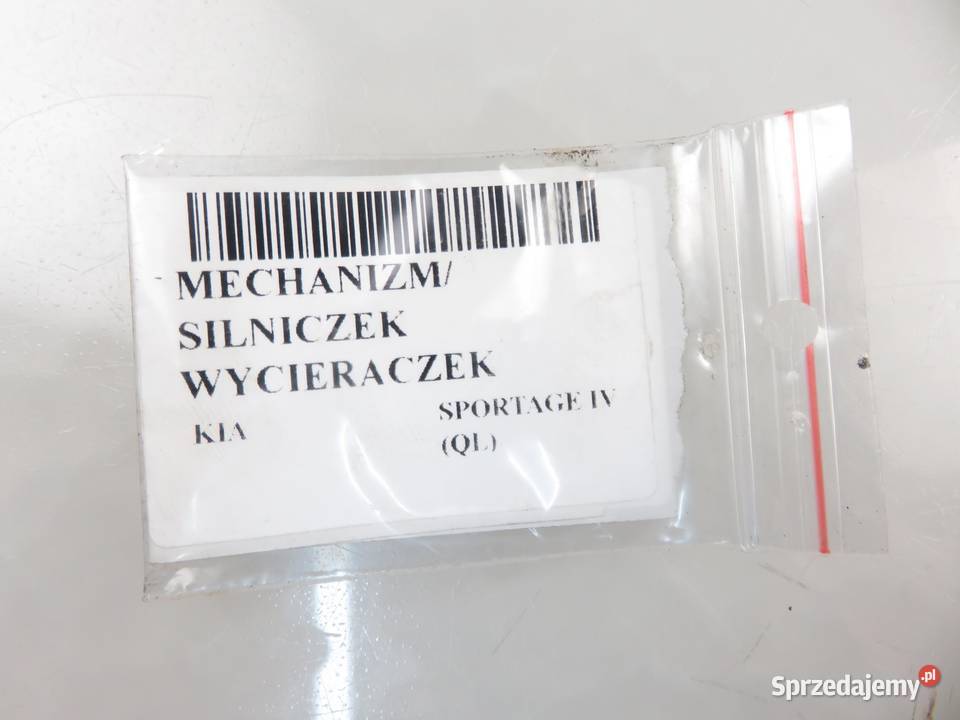 MECHANIZM/
SILNICZEK
WYCIERACZEK
KIA
SPORTAGE IV
(QL)
Sprzedajemy.pl